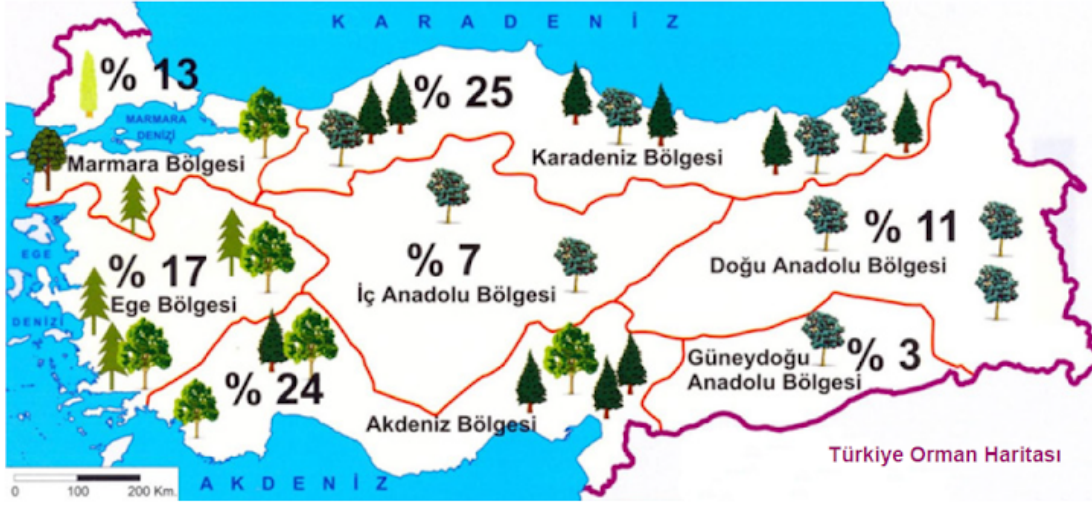 K A R A D E N İ Z
% 13
% 25
MARMARA
DENİZİ
Marmara Bölgesi
Karadeniz Bölgesi
% 11
EGE
% 17
% 7
Doğu Anadolu Bölgesi
Ege Bölgesi
İç Anadolu Bölgesi
DENİZİ
Güneydoğu
Anadolu Bölgesi
% 3
% 24
Akdeniz Bölgesi
Türkiye Orman Haritası
0 100 200 Km.
A K D E N İ Z